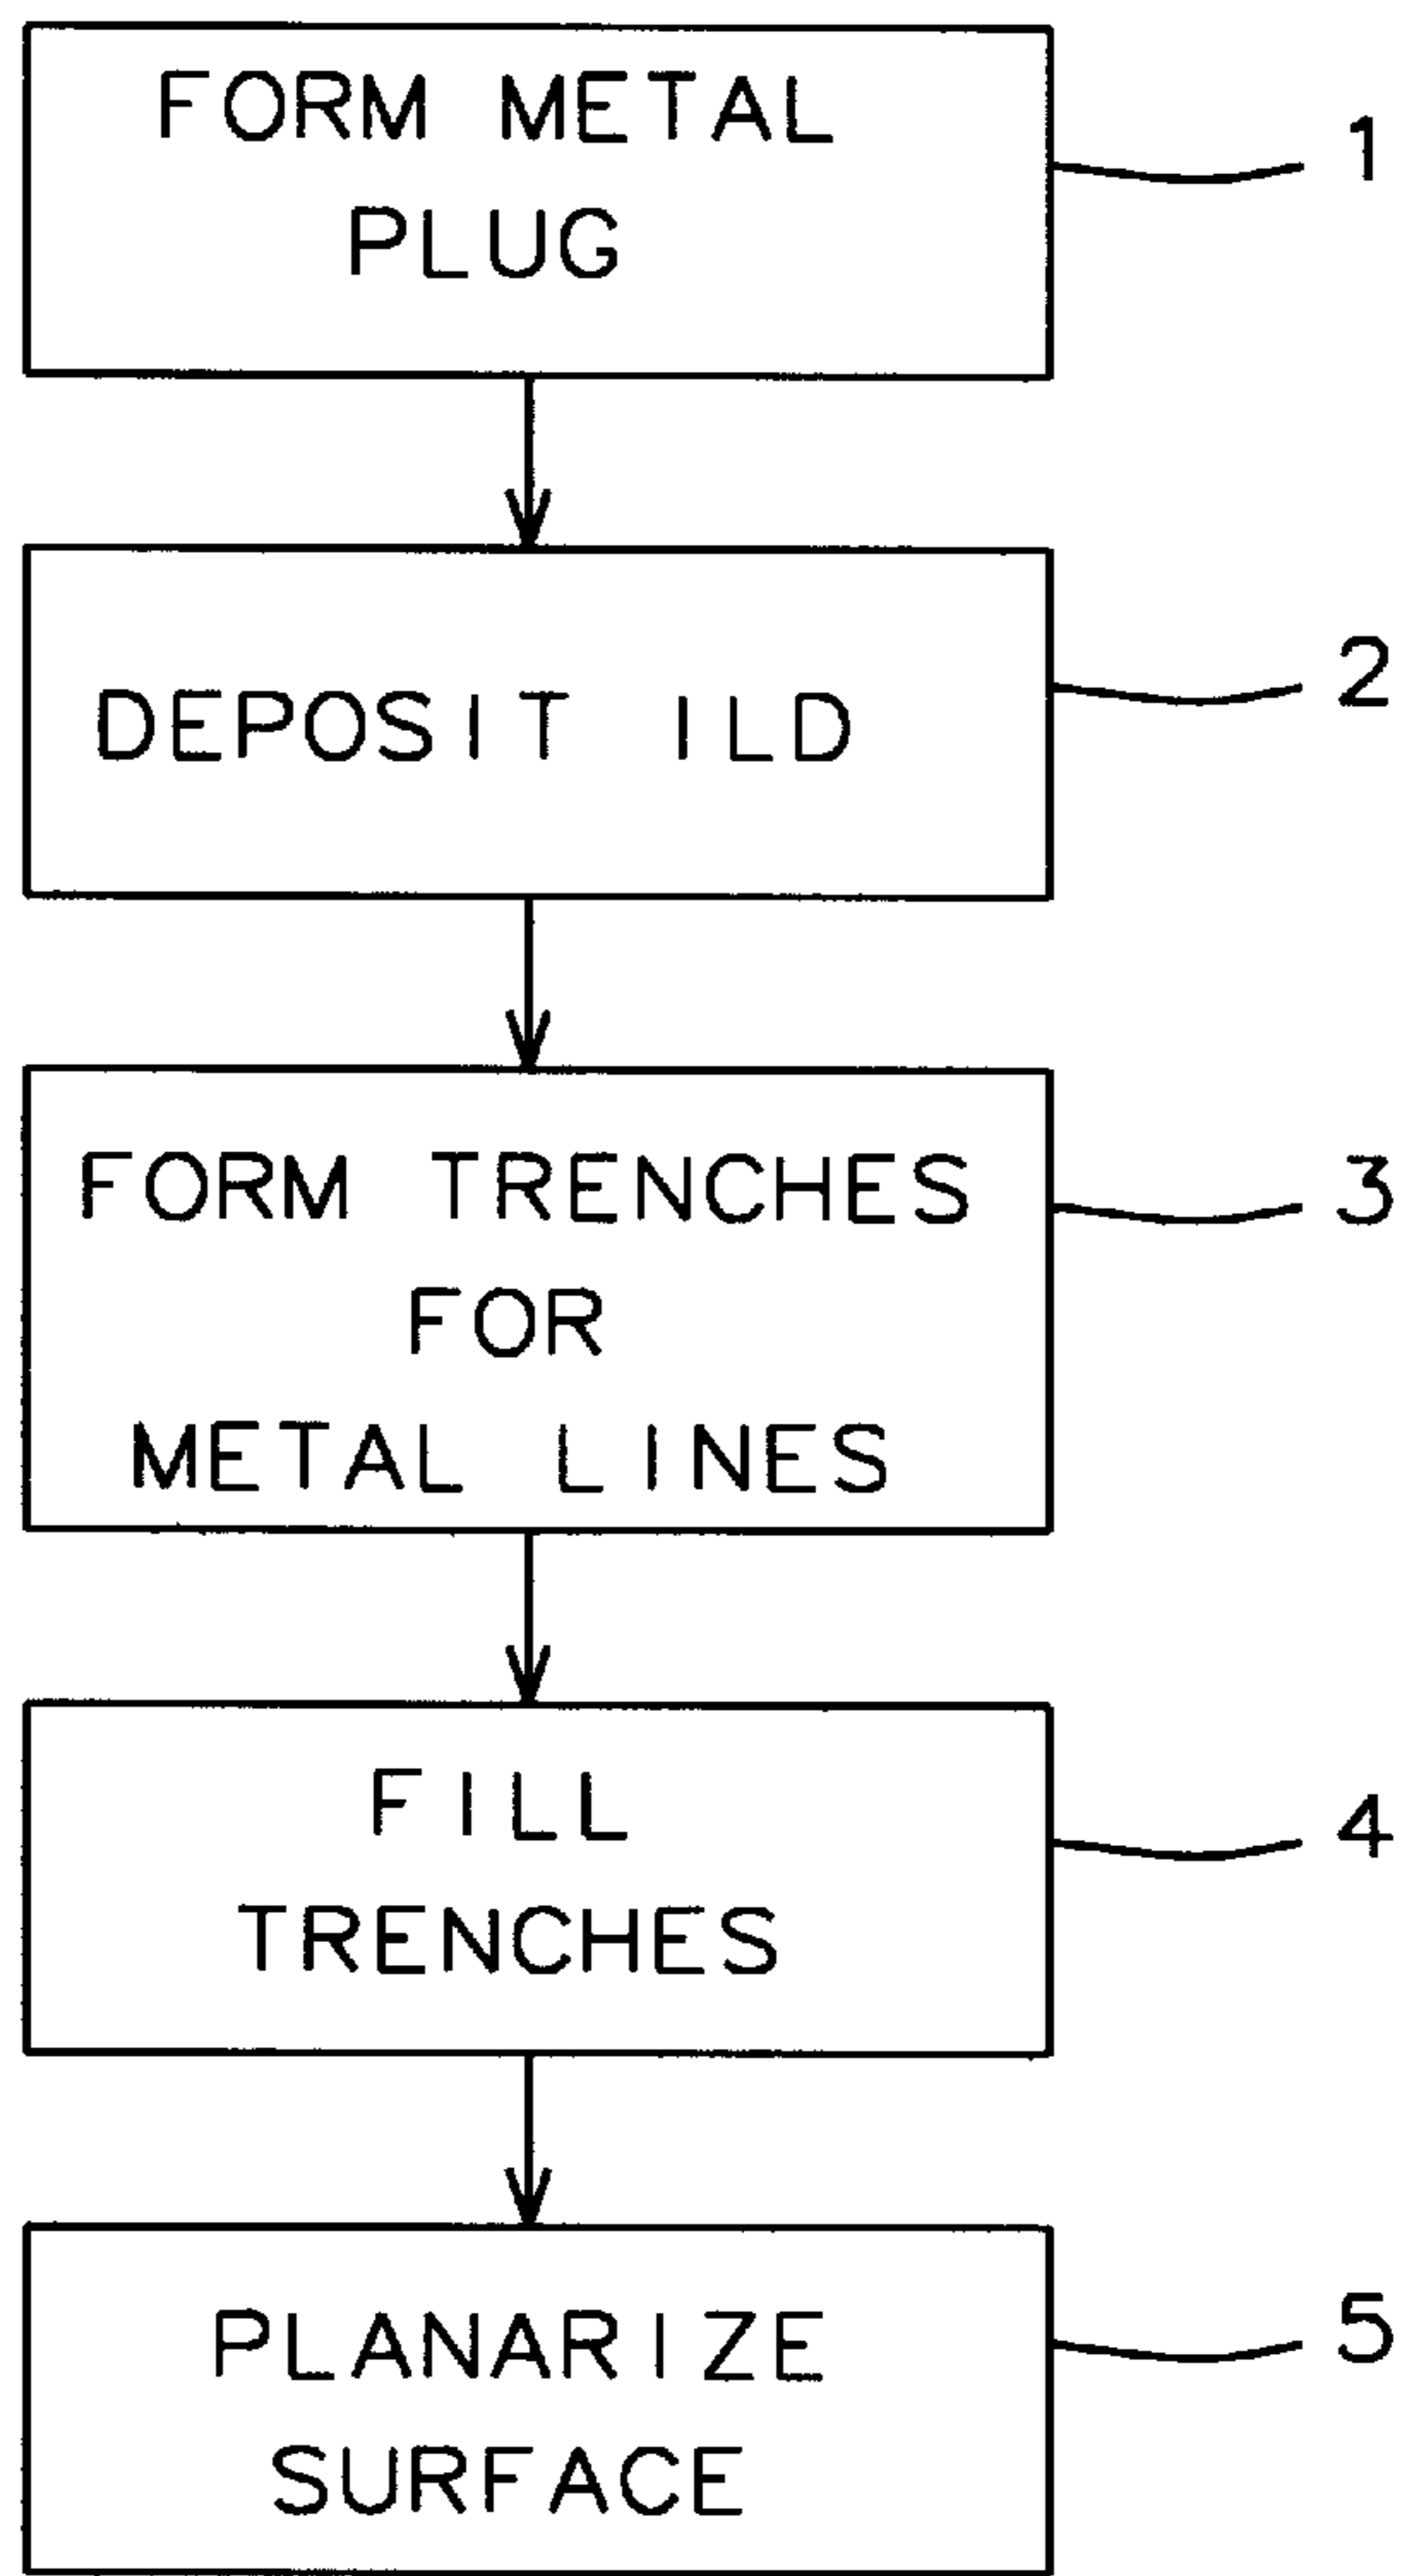 FORM METAL
PLUG
1
DEPOSIT ILD
2
FORM TRENCHES
FOR
METAL LINES
3
FILL
TRENCHES
4
PLANARIZE
SURFACE
5